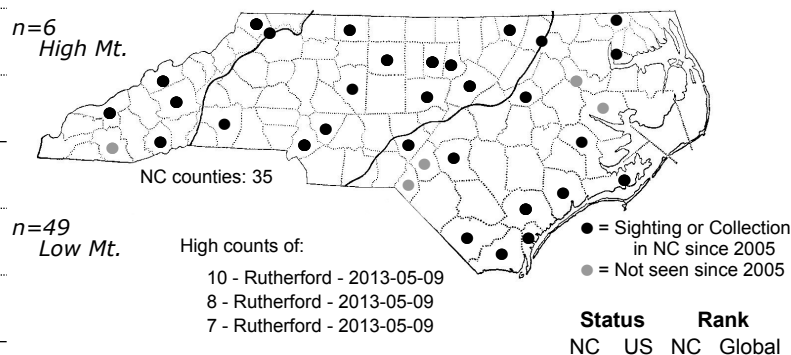 n=6
High Mt.
NC counties: 35
n=49
Low Mt.
High counts of:
10 - Rutherford - 2013-05-09
8 - Rutherford - 2013-05-09
7 - Rutherford - 2013-05-09
= Sighting or Collection
in NC since 2005
= Not seen since 2005
Status Rank
NC US NC Global